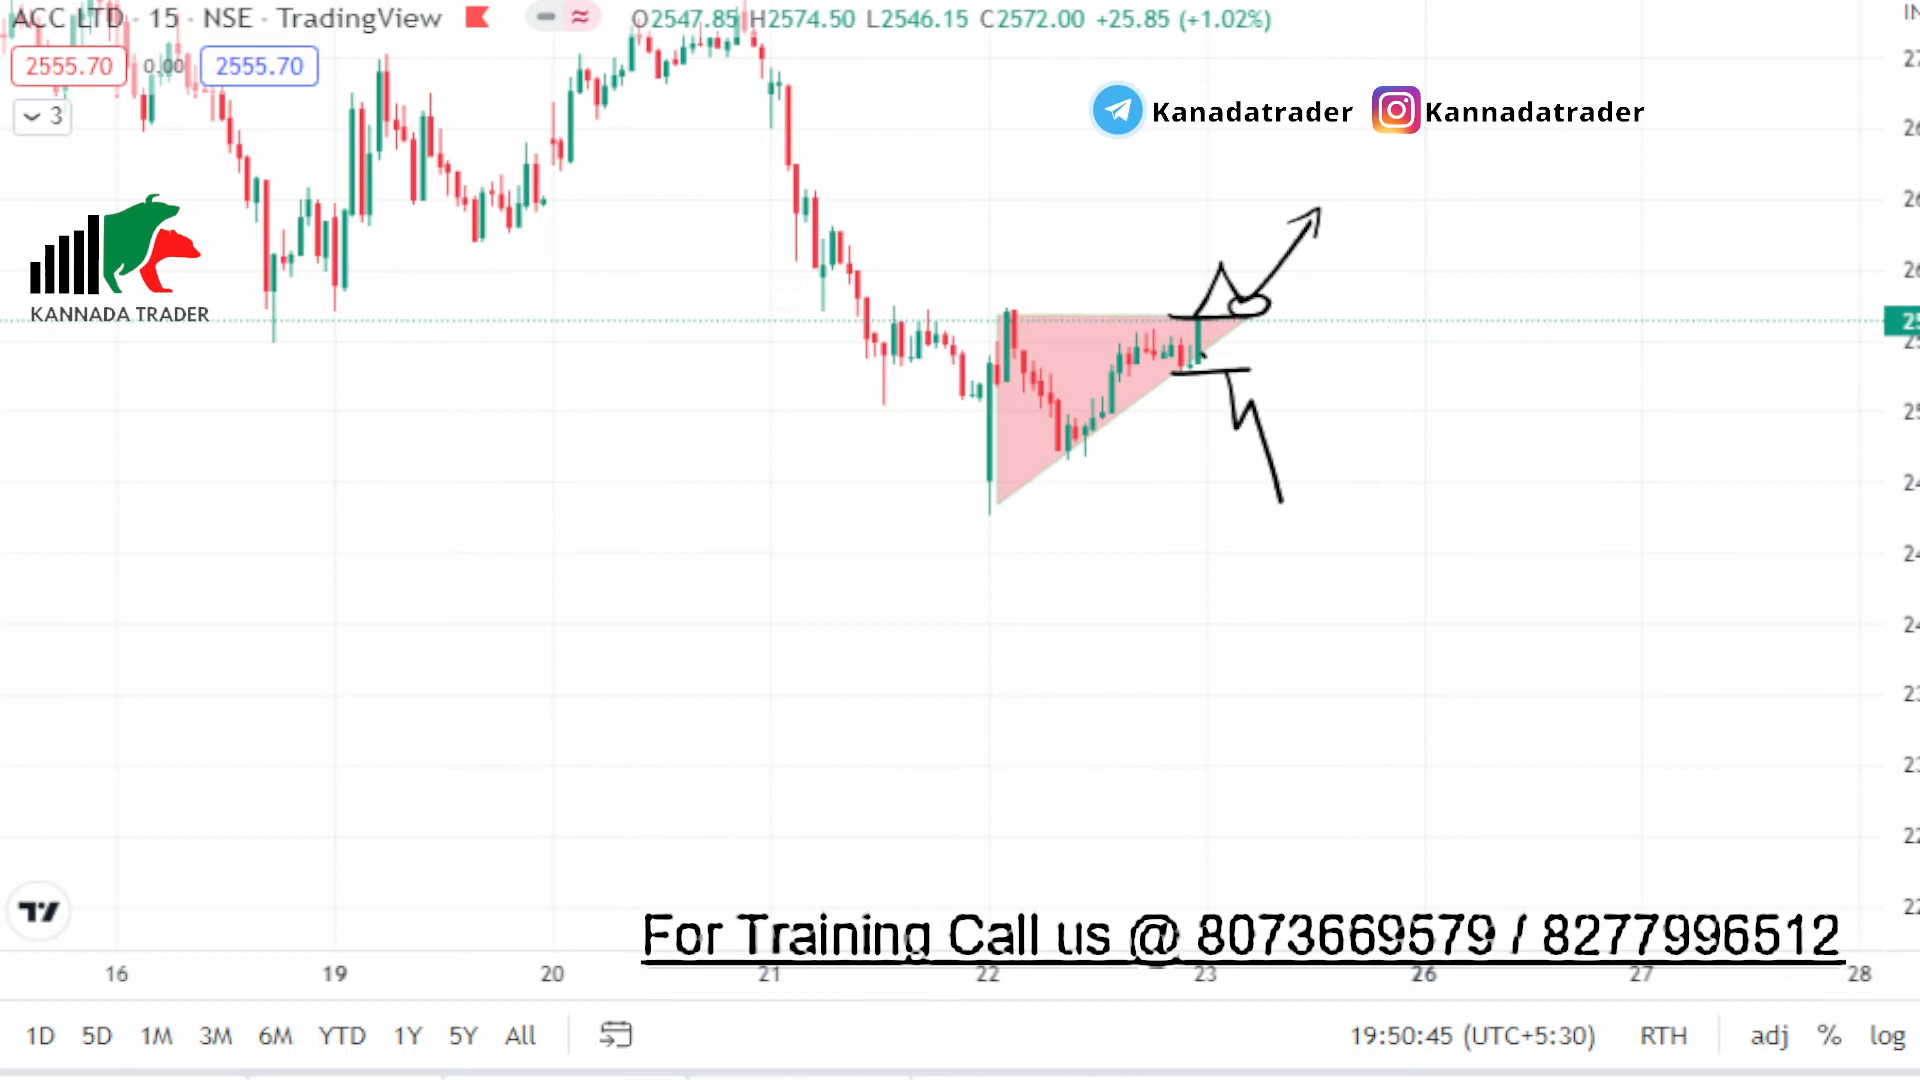 ACC LTD · 15 · NSE · TradingView O2547.85 H2574.50 L2546.15 C2572.00 +25.85 (+1.02%)
2555.70 0.00 2555.70
3
Kanadatrader Kannadatrader
KANNADA TRADER
For Training Call us @ 8073669579 / 8277996512
16 19 20 21 22 23 26 27 28
1D 5D 1M 3M 6M YTD 1Y 5Y All 19:50:45 (UTC+5:30) RTH adj % log